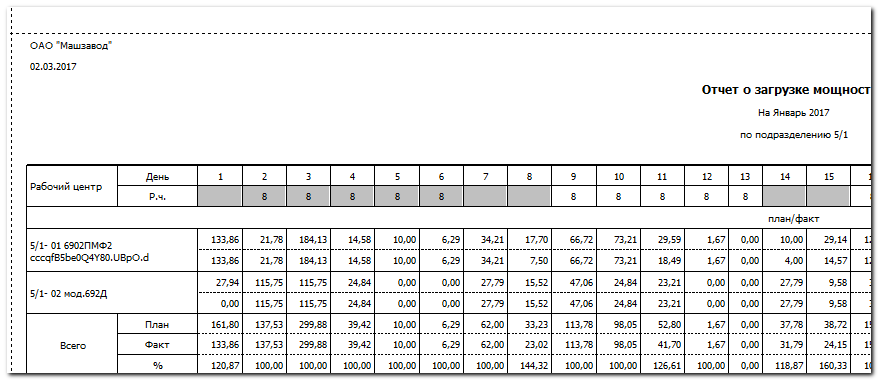 ОАО "Машзавод"
02.03.2017
Отчет о загрузке мощност
На Январь 2017
по подразделению 5/1
Рабочий центр День 1 2 3 4 5 6 7 8 9 10 11 12 13 14 15 1
Р.ч. 8 8 8 8 8 8 8 8 8 8
план/факт
5/1- 01 6902ПМФ2 133,86 21,78 184,13 14,58 10,00 6,29 34,21 17,70 66,72 73,21 29,59 1,67 0,00 10,00 29,14 12
cccqfB5be0Q4Y80.UBpO.d 133,86 21,78 184,13 14,58 10,00 6,29 34,21 7,50 66,72 73,21 18,49 1,67 0,00 4,00 14,57 12
5/1- 02 мод.692Д 27,94 115,75 115,75 24,84 0,00 0,00 27,79 15,52 47,06 24,84 23,21 0,00 0,00 27,79 9,58
0,00 115,75 115,75 24,84 0,00 0,00 27,79 15,52 47,06 24,84 23,21 0,00 0,00 27,79 9,58
Всего План 161,80 137,53 299,88 39,42 10,00 6,29 62,00 33,23 113,78 98,05 52,80 1,67 0,00 37,78 38,72 15
Факт 133,86 137,53 299,88 39,42 10,00 6,29 62,00 23,02 113,78 98,05 41,70 1,67 0,00 31,79 24,15 15
% 120,87 100,00 100,00 100,00 100,00 100,00 100,00 144,32 100,00 100,00 126,61 100,00 0.00 118,87 160,33 10